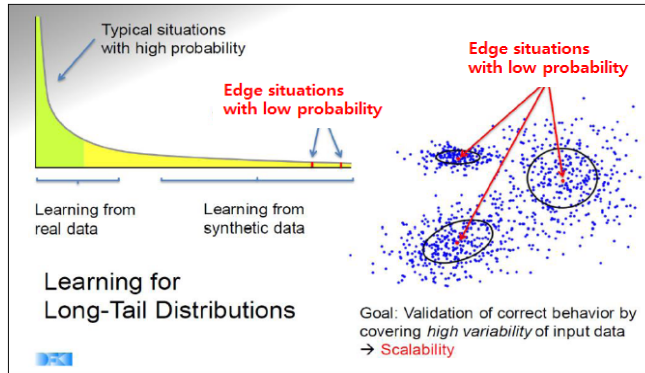 Typical situations
with high probability
Edge situations
with low probability
Edge situations
with low probability
Learning from
real data
Learning from
synthetic data
Learning for
Long-Tail Distributions
Goal: Validation of correct behavior by
covering high variability of input data
→ Scalability